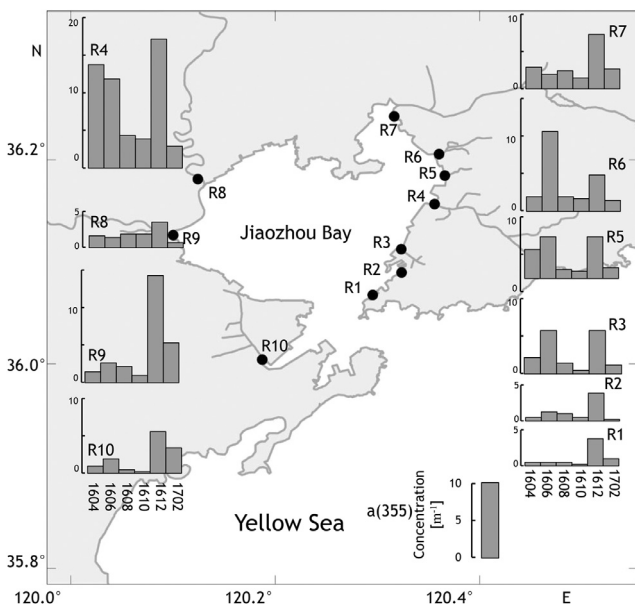 N
36.2°
36.0°
35.8°
120.0°
120.2°
120.4°
E
R4
20
10
0
R8
5
0
R9
10
0
R10
10
0
1604
1606
1608
1610
1612
1702
R7
10
0
R6
10
0
R5
5
0
R3
5
0
R2
5
0
R1
5
0
1604
1606
1608
1610
1612
1702
R7
R6
R5
R4
R3
R2
R1
R8
R9
R10
Jiaozhou Bay
Yellow Sea
a(355)
Concentration
[m⁻¹]
10
5
0